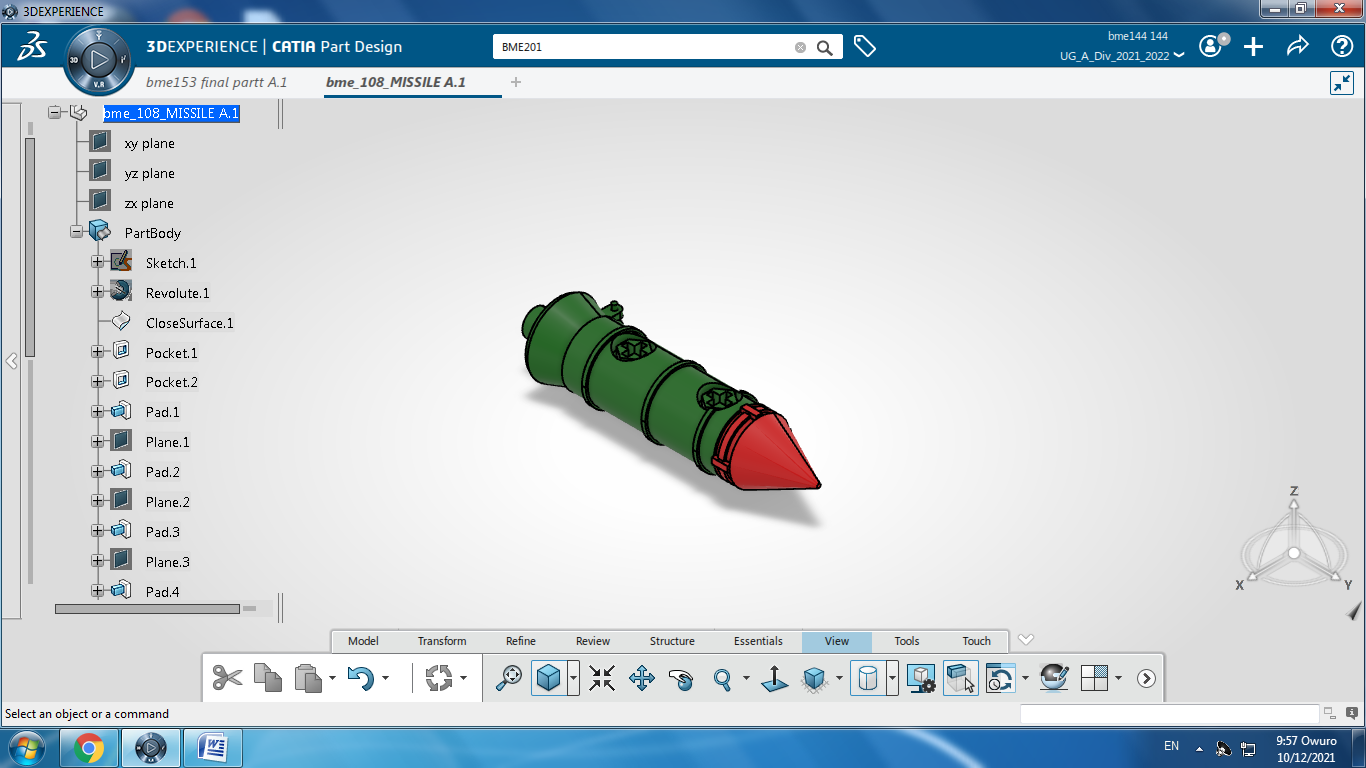 3DEXPERIENCE
3DEXPERIENCE | CATIA Part Design
BME201
bme144 144
UG_A_Div_2021_2022
3D
V,R
bme153 final partt A.1
bme_108_MISSILE A.1
bme_108_MISSILE A.1
xy plane
yz plane
zx plane
PartBody
Sketch.1
Revolute.1
CloseSurface.1
Pocket.1
Pocket.2
Pad.1
Plane.1
Pad.2
Plane.2
Pad.3
Plane.3
Pad.4
Z
X
Y
Model
Transform
Refine
Review
Structure
Essentials
View
Tools
Touch
Select an object or a command
EN
9:57 Owuro
10/12/2021